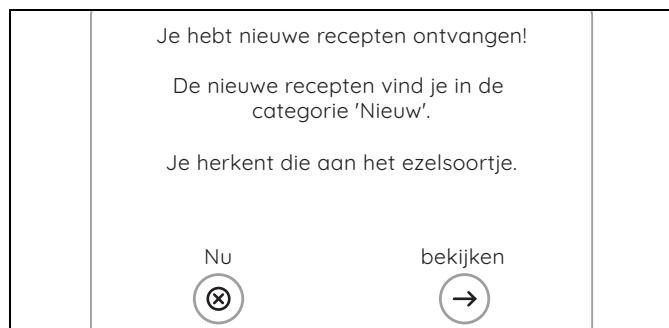 Je hebt nieuwe recepten ontvangen!
De nieuwe recepten vind je in de
categorie 'Nieuw'.
Je herkent die aan het ezelsoortje.
Nu bekijken